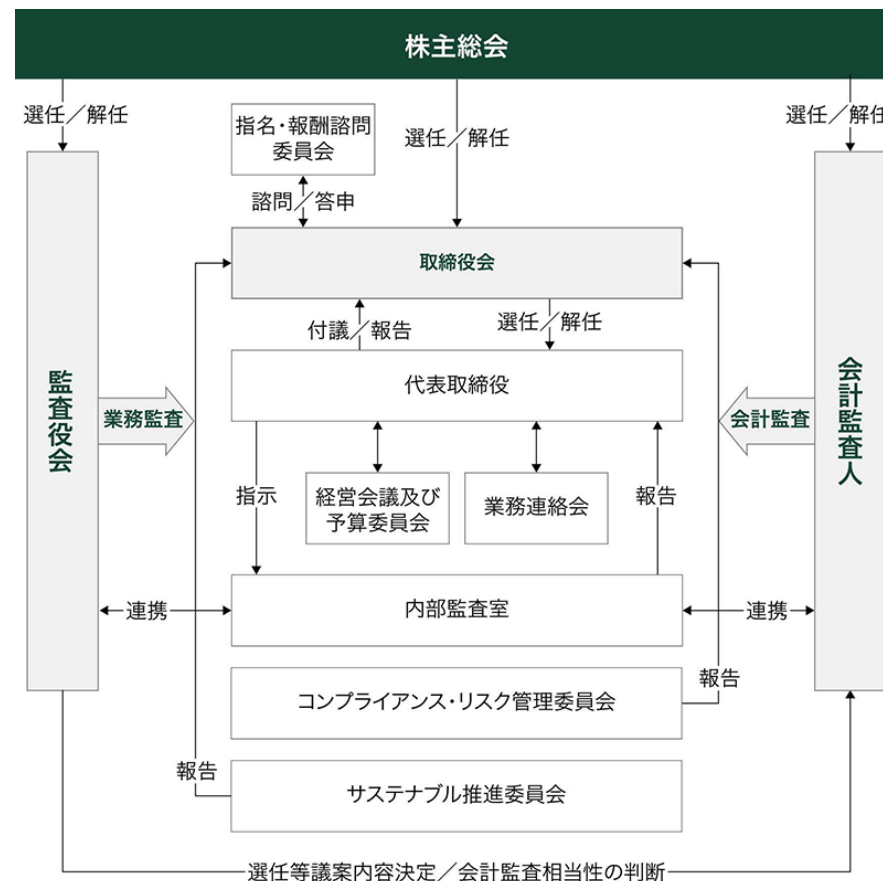 株主総会
選任／解任
選任／解任
選任／解任
指名・報酬諮問
委員会
諮問／答申
取締役会
付議／報告
選任／解任
代表取締役
監査役会
業務監査
会計監査
会計監査人
指示
経営会議及び
予算委員会
業務連絡会
報告
連携
内部監査室
連携
コンプライアンス・リスク管理委員会
報告
報告
サステナブル推進委員会
選任等議案内容決定／会計監査相当性の判断